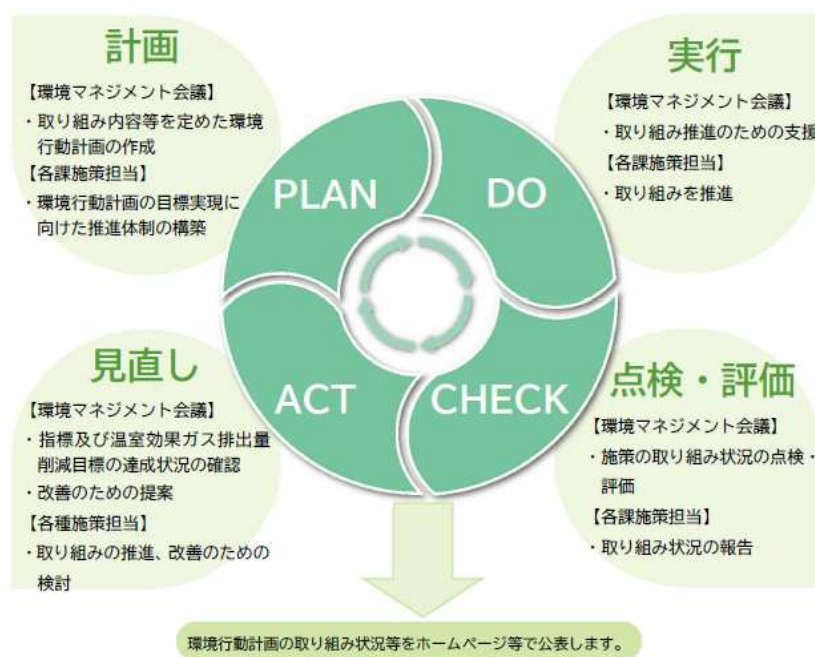 計画
【環境マネジメント会議】
・取り組み内容等を定めた環境
行動計画の作成
【各課施策担当】
・環境行動計画の目標実現に
向けた推進体制の構築
実行
【環境マネジメント会議】
・取り組み推進のための支援
【各課施策担当】
・取り組みを推進
PLAN
DO
ACT
CHECK
見直し
【環境マネジメント会議】
・指標及び温室効果ガス排出量
削減目標の達成状況の確認
・改善のための提案
【各種施策担当】
・取り組みの推進、改善のための
検討
点検・評価
【環境マネジメント会議】
・施策の取り組み状況の点検・
評価
【各課施策担当】
・取り組み状況の報告
環境行動計画の取り組み状況等をホームページ等で公表します。